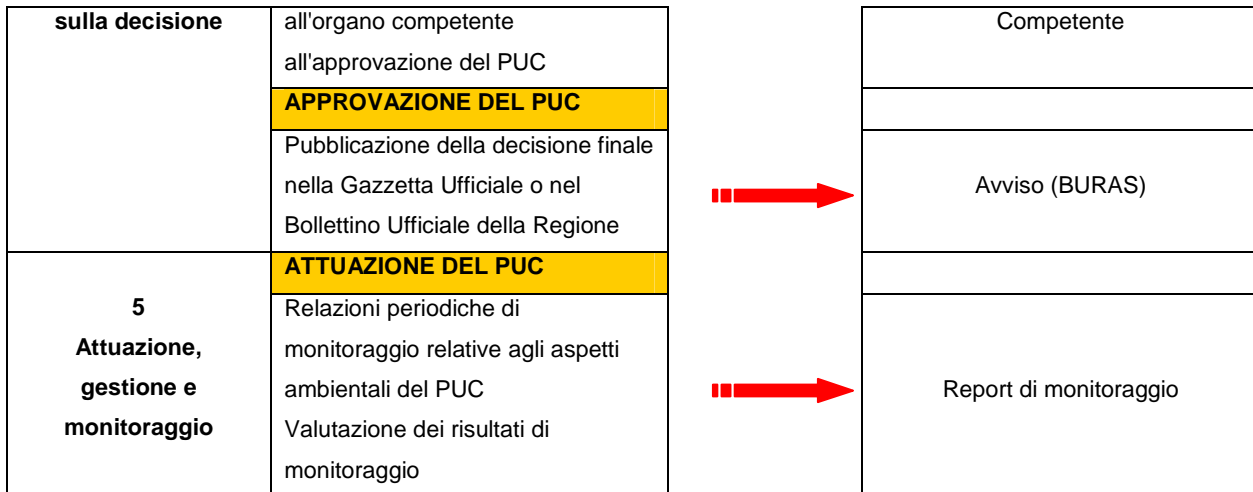 sulla decisione
all'organo competente
all'approvazione del PUC
Competente
APPROVAZIONE DEL PUC
Pubblicazione della decisione finale
nella Gazzetta Ufficiale o nel
Bollettino Ufficiale della Regione
Avviso (BURAS)
ATTUAZIONE DEL PUC
5
Attuazione,
gestione e
monitoraggio
Relazioni periodiche di
monitoraggio relative agli aspetti
ambientali del PUC
Valutazione dei risultati di
monitoraggio
Report di monitoraggio